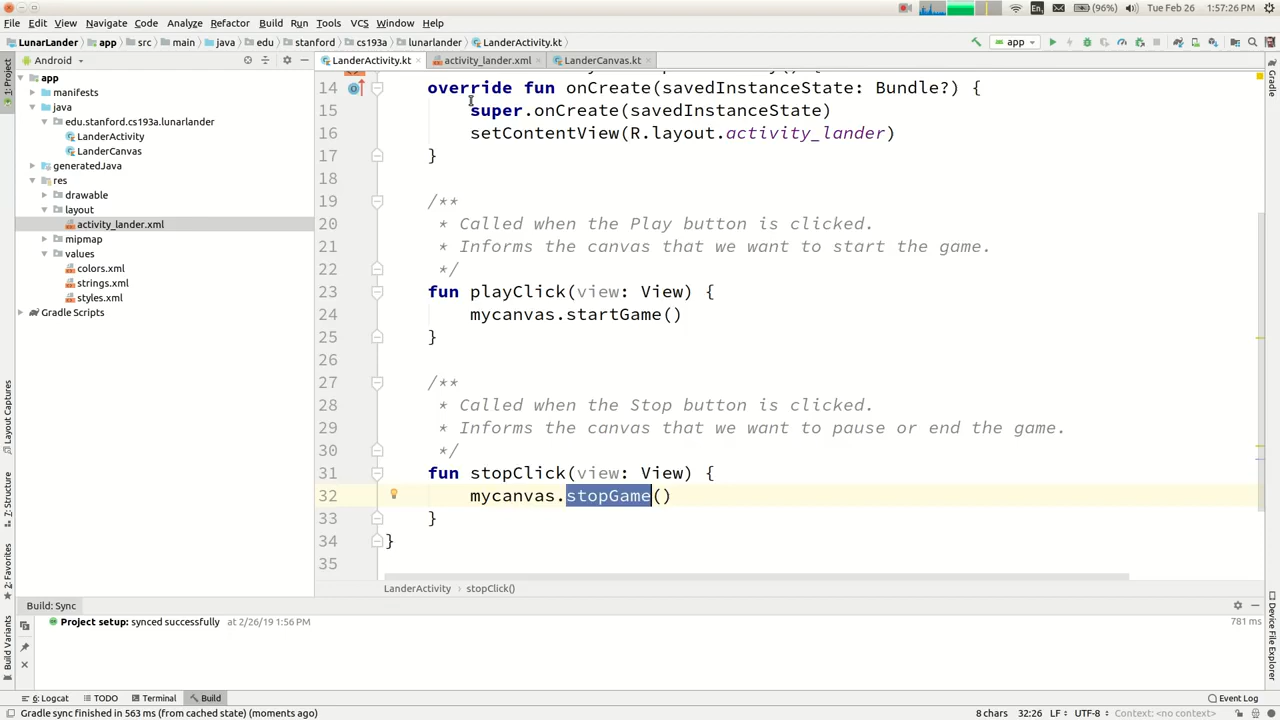 En (96%) Tue Feb 26 1:57:26 PM
File Edit View Navigate Code Analyze Refactor Build Run Tools VCS Window Help
LunarLander app src main java edu stanford cs193a lunarlander LanderActivity.kt app
Android LanderActivity.kt activity_lander.xml LanderCanvas.kt
1: Project
Layout Captures
7: Structure
2: Favorites
Build Variants
app
manifests
java
edu.stanford.cs193a.lunarlander
LanderActivity
LanderCanvas
generatedJava
res
drawable
layout
activity_lander.xml
mipmap
values
colors.xml
strings.xml
styles.xml
Gradle Scripts
14 override fun onCreate(savedInstanceState: Bundle?) {
15 super.onCreate(savedInstanceState)
16 setContentView(R.layout.activity_lander)
17 }
18
19 /**
20 * Called when the Play button is clicked.
21 * Informs the canvas that we want to start the game.
22 */
23 fun playClick(view: View) {
24 mycanvas.startGame()
25 }
26
27 /**
28 * Called when the Stop button is clicked.
29 * Informs the canvas that we want to pause or end the game.
30 */
31 fun stopClick(view: View) {
32 mycanvas.stopGame()
33 }
34 }
35
LanderActivity › stopClick()
Gradle
Device File Explorer
Build: Sync
Project setup: synced successfully at 2/26/19 1:56 PM 781 ms
6: Logcat TODO Terminal Build Event Log
Gradle sync finished in 563 ms (from cached state) (moments ago) 8 chars 32:26 LF UTF-8 Context: <no context>